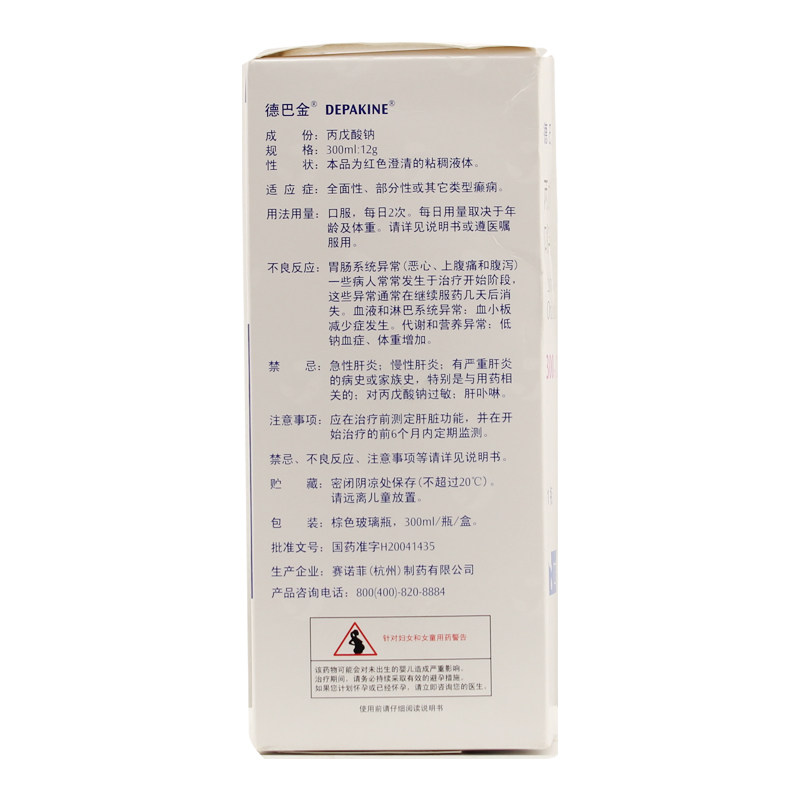 德巴金® DEPAKINE®
成 份：丙戊酸钠
规 格：300ml:12g
性 状：本品为红色澄清的粘稠液体。
适 应 症：全面性、部分性或其它类型癫痫。
用法用量：口服，每日2次。每日用量取决于年
龄及体重。请详见说明书或遵医嘱
服用。
不良反应：胃肠系统异常(恶心、上腹痛和腹泻)
一些病人常常发生于治疗开始阶段，
这些异常通常在继续服药几天后消
失。血液和淋巴系统异常：血小板
减少症发生。代谢和营养异常：低
钠血症、体重增加。
禁 忌：急性肝炎；慢性肝炎；有严重肝炎
的病史或家族史，特别是与用药相
关的；对丙戊酸钠过敏；肝卟啉。
注意事项：应在治疗前测定肝脏功能，并在开
始治疗的前6个月内定期监测。
禁忌、不良反应、注意事项等请详见说明书。
贮 藏：密闭阴凉处保存(不超过20℃)。
请远离儿童放置。
包 装：棕色玻璃瓶，300ml/瓶/盒。
批准文号：国药准字H20041435
生产企业：赛诺菲(杭州)制药有限公司
产品咨询电话：800(400)-820-8884
针对妇女和女童用药警告
该药物可能会对未出生的婴儿造成严重影响。
治疗期间，请务必持续采取有效的避孕措施。
如果您计划怀孕或已经怀孕，请立即咨询您的医生。
使用前请仔细阅读说明书